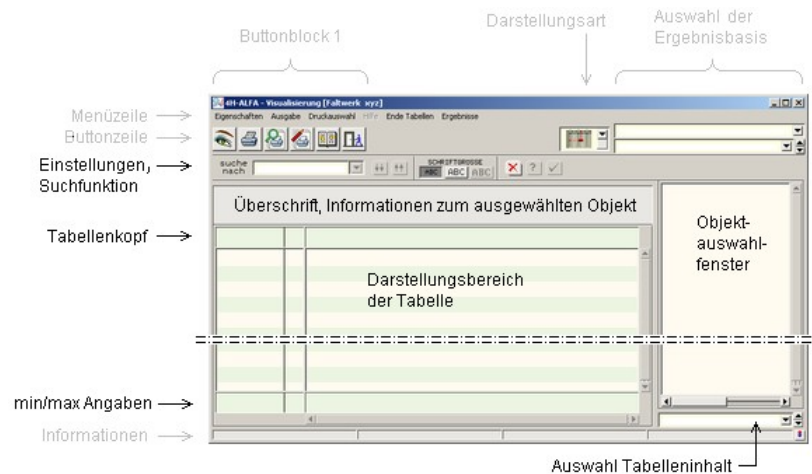 Darstellungsart
Auswahl der
Ergebnisbasis
Buttonblock 1
4H-ALFA - Visualisierung [Faltwerk xyz]
Menüzeile
Eigenschaften Ausgabe Druckauswahl Hilfe Ende Tabellen Ergebnisse
Buttonzeile
Einstellungen,
Suchfunktion
suche
nach
SCHRIFTGRÖSSE
ABC ABC ABC
?
Überschrift, Informationen zum ausgewählten Objekt
Tabellenkopf
Objekt-
auswahl-
fenster
Darstellungsbereich
der Tabelle
min/max Angaben
Informationen
Auswahl Tabelleninhalt